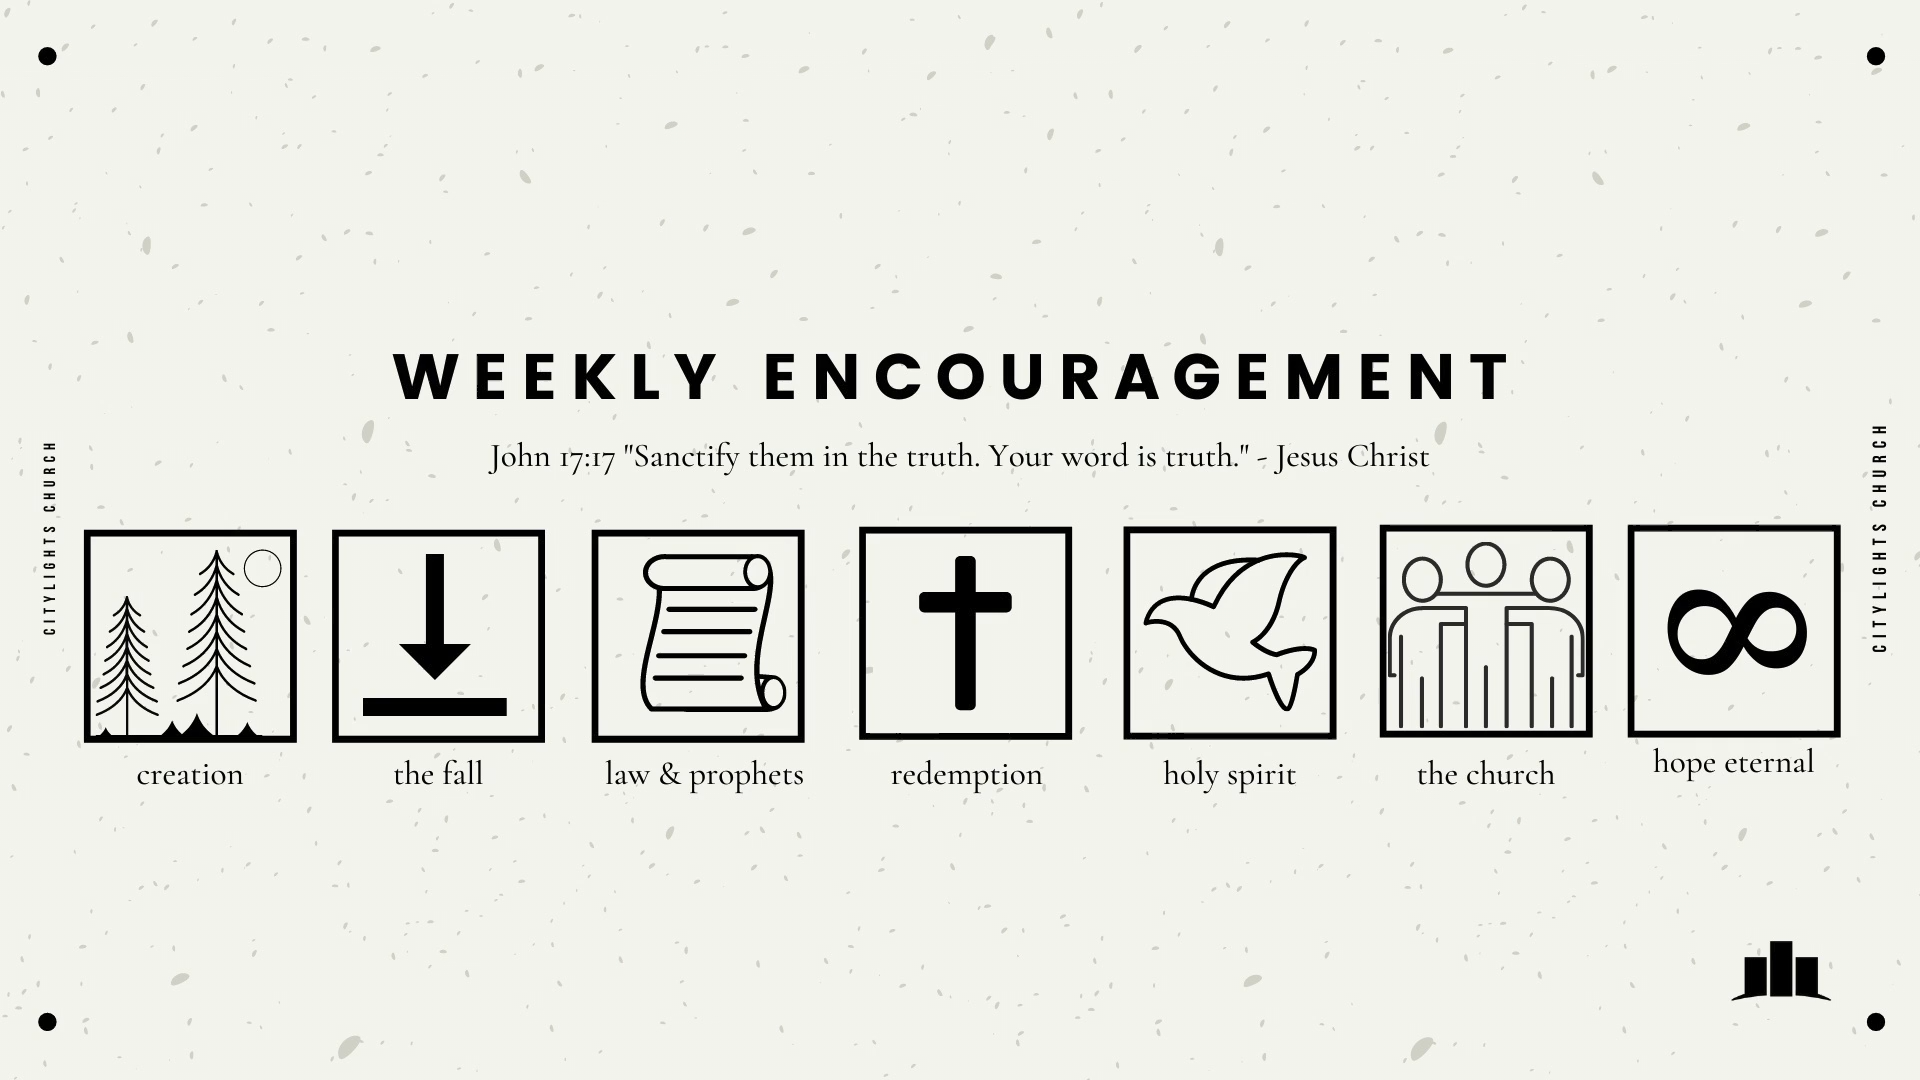 WEEKLY ENCOURAGEMENT
John 17:17 "Sanctify them in the truth. Your word is truth." - Jesus Christ
CITYLIGHTS CHURCH
CITYLIGHTS CHURCH
creation
the fall
law & prophets
redemption
holy spirit
the church
hope eternal